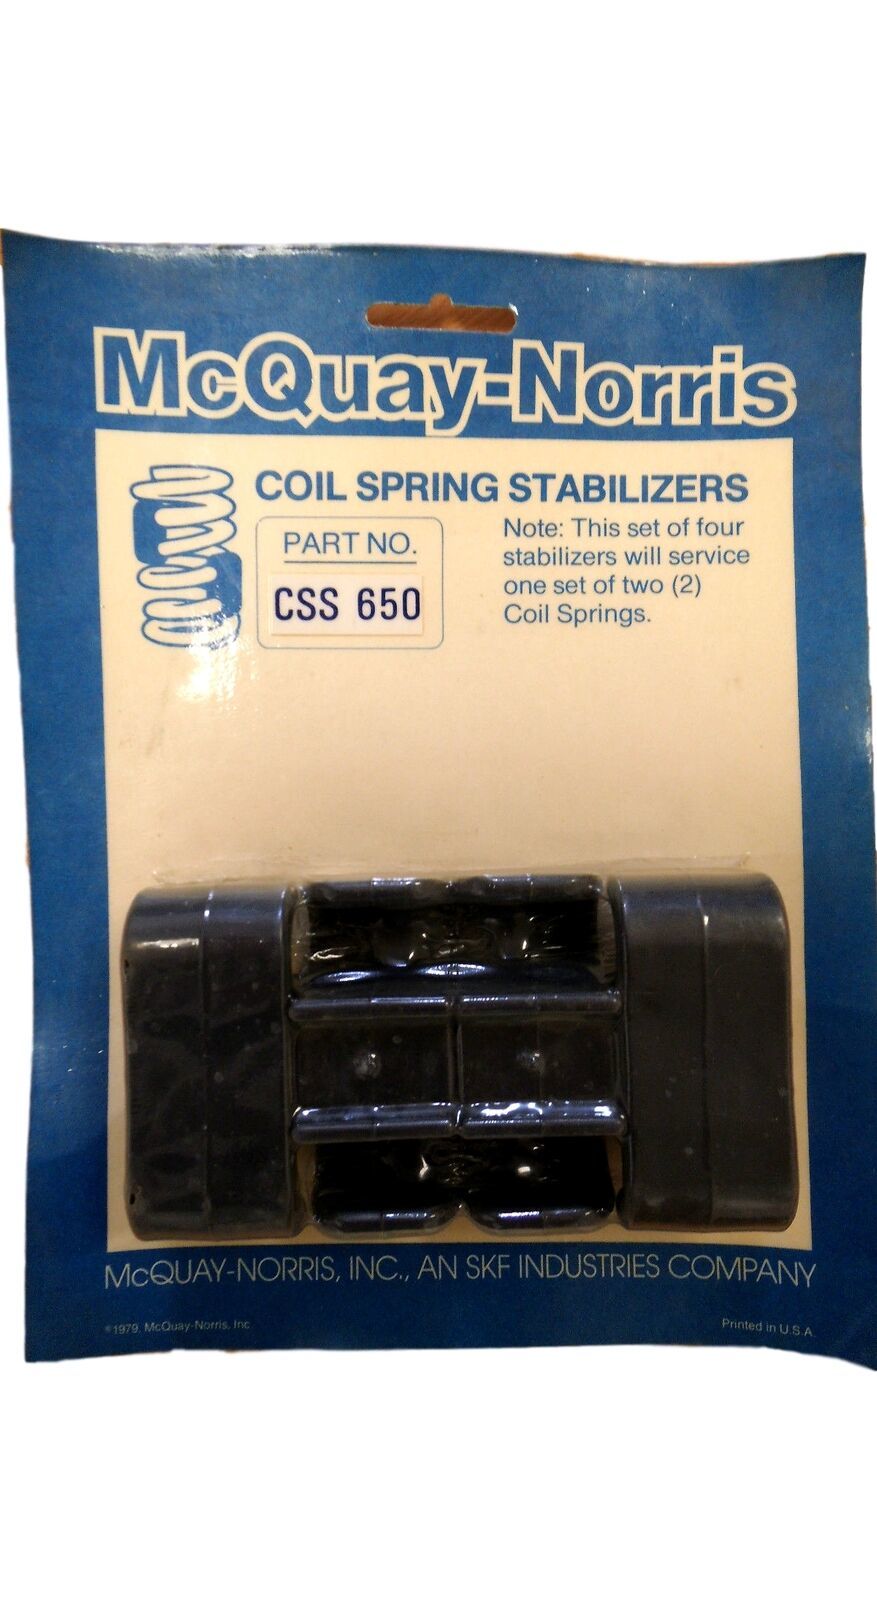 McQuay-Norris
COIL SPRING STABILIZERS
PART NO.
CSS 650
Note: This set of four
stabilizers will service
one set of two (2)
Coil Springs.
McQUAY-NORRIS, INC., AN SKF INDUSTRIES COMPANY
©1979, McQuay-Norris, Inc
Printed in U.S.A.